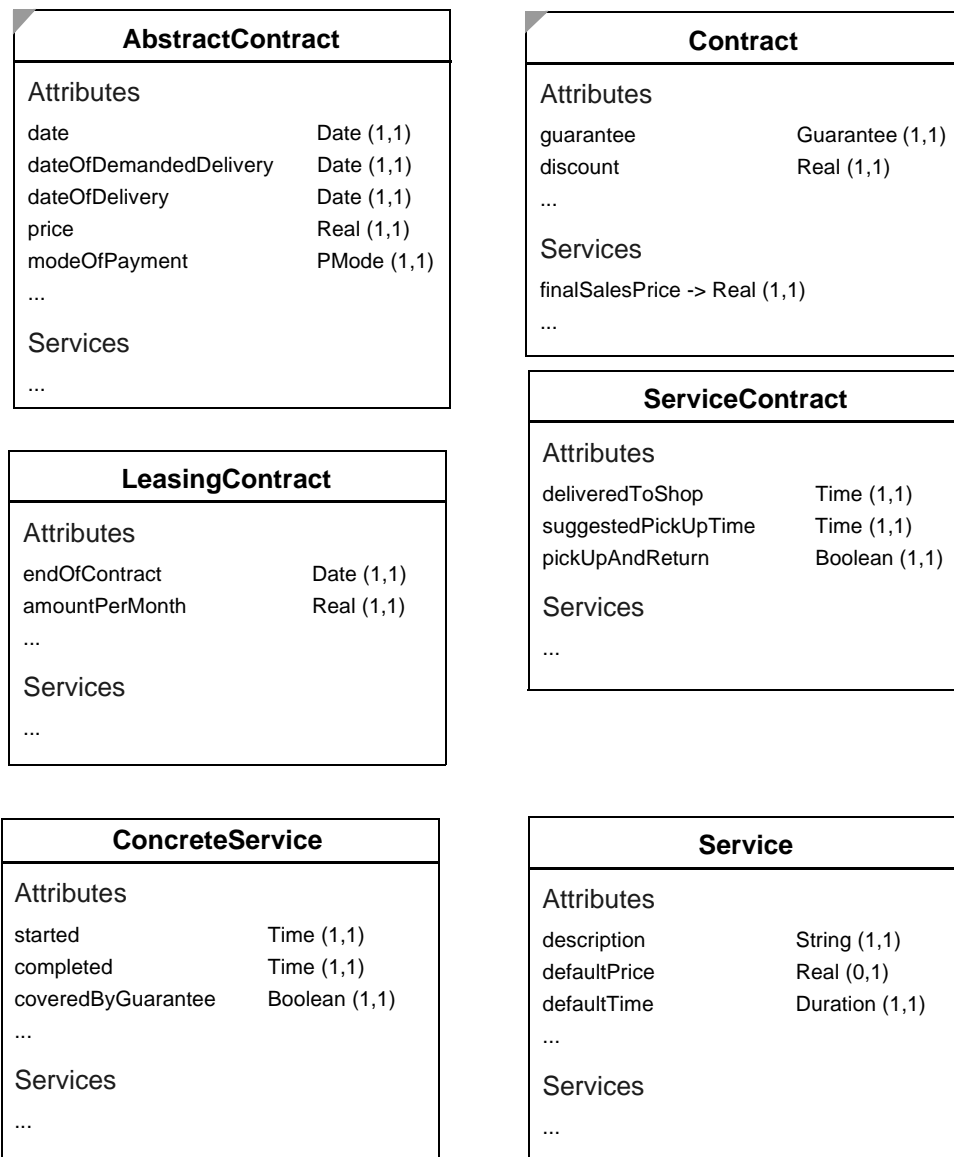 AbstractContract
Attributes
date Date (1,1)
dateOfDemandedDelivery Date (1,1)
dateOfDelivery Date (1,1)
price Real (1,1)
modeOfPayment PMode (1,1)
...
Services
...
Contract
Attributes
guarantee Guarantee (1,1)
discount Real (1,1)
...
Services
finalSalesPrice -> Real (1,1)
...
LeasingContract
Attributes
endOfContract Date (1,1)
amountPerMonth Real (1,1)
...
Services
...
ServiceContract
Attributes
deliveredToShop Time (1,1)
suggestedPickUpTime Time (1,1)
pickUpAndReturn Boolean (1,1)
Services
...
ConcreteService
Attributes
started Time (1,1)
completed Time (1,1)
coveredByGuarantee Boolean (1,1)
...
Services
...
Service
Attributes
description String (1,1)
defaultPrice Real (0,1)
defaultTime Duration (1,1)
...
Services
...